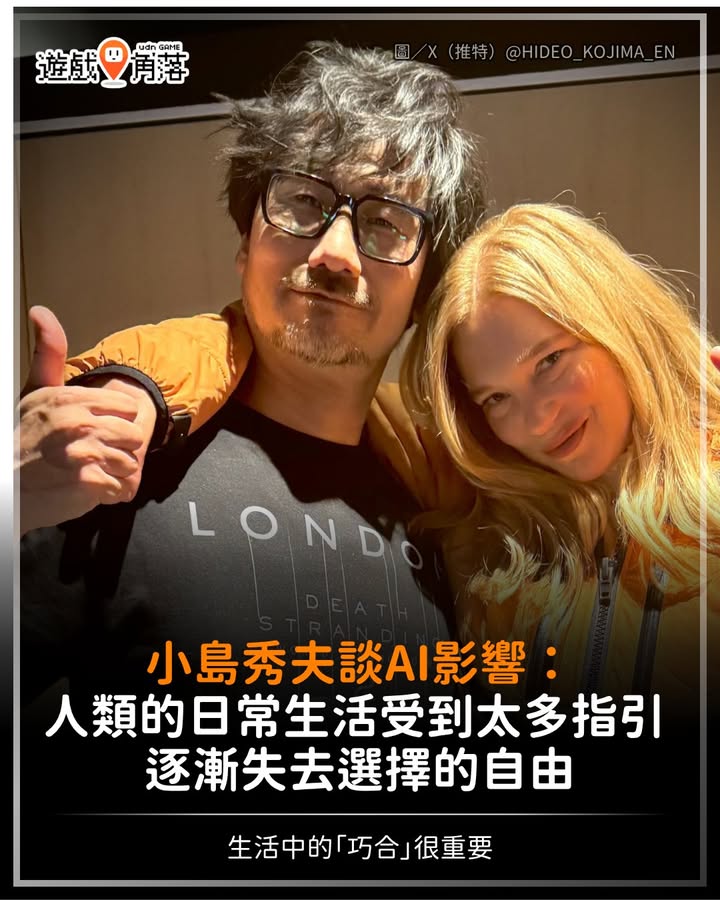 udn GAME
遊戲角落
圖／X（推特）@HIDEO_KOJIMA_EN
LONDO
DEATH
STRANDING
小島秀夫談AI影響：
人類的日常生活受到太多指引
逐漸失去選擇的自由
生活中的「巧合」很重要